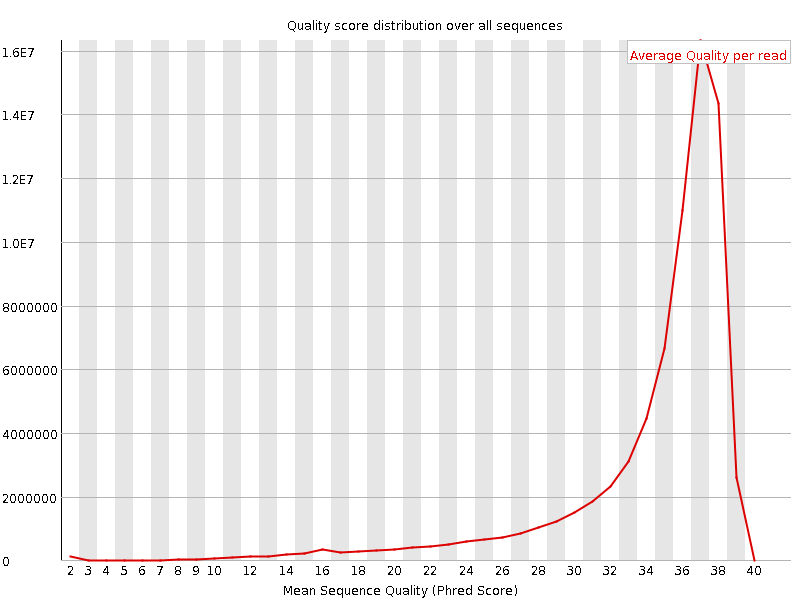 Quality score distribution over all sequences
Average Quality per read
1.6E7
1.4E7
1.2E7
1.0E7
8000000
6000000
4000000
2000000
0
2 3 4 5 6 7 8 9 10 12 14 16 18 20 22 24 26 28 30 32 34 36 38 40
Mean Sequence Quality (Phred Score)